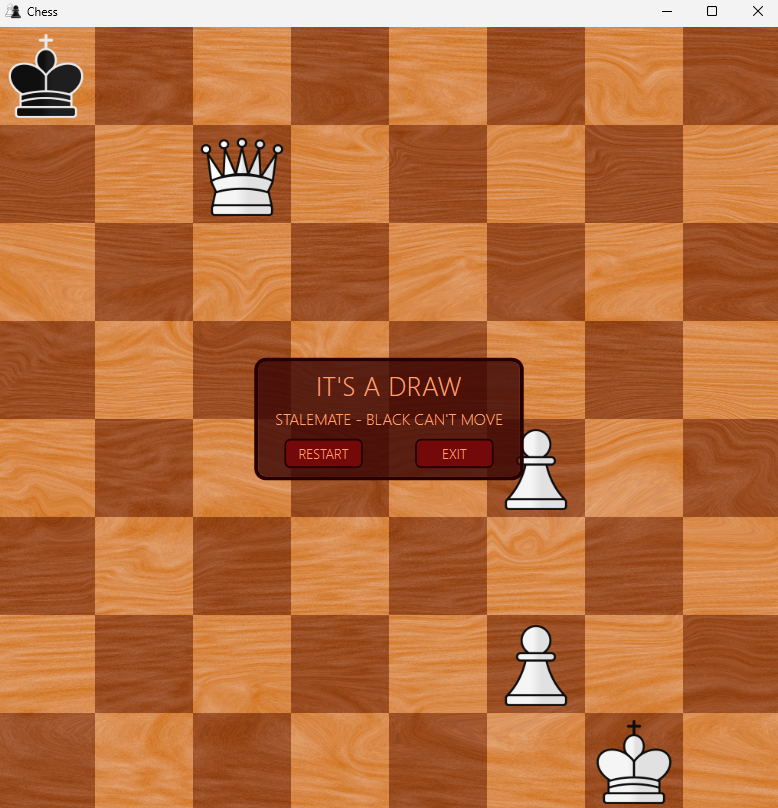 Chess
IT'S A DRAW
STALEMATE - BLACK CAN'T MOVE
RESTART
EXIT